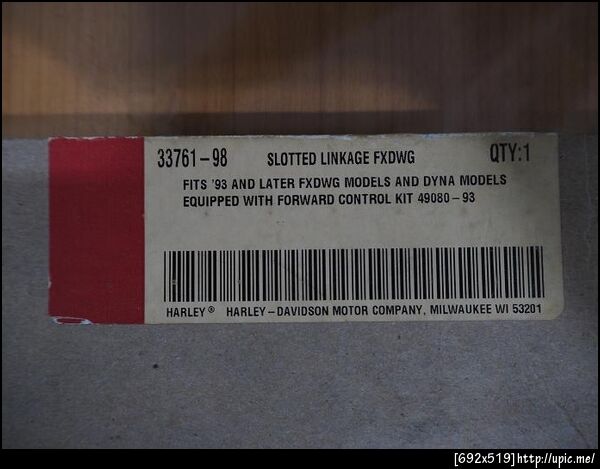 33761-98 SLOTTED LINKAGE FXDWG QTY:1
FITS '93 AND LATER FXDWG MODELS AND DYNA MODELS
EQUIPPED WITH FORWARD CONTROL KIT 49080-93
HARLEY® HARLEY-DAVIDSON MOTOR COMPANY, MILWAUKEE WI 53201
[692x519]http://upic.me/